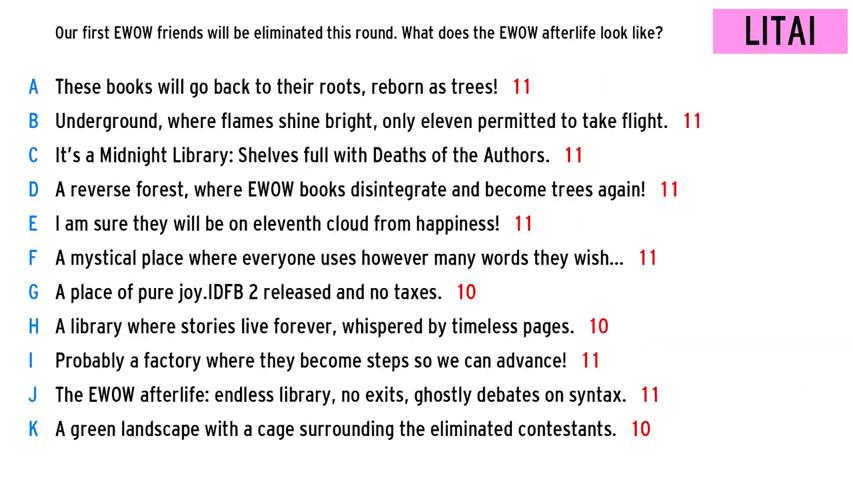 Our first EWOW friends will be eliminated this round. What does the EWOW afterlife look like?
LITAI
A These books will go back to their roots, reborn as trees! 11
B Underground, where flames shine bright, only eleven permitted to take flight. 11
C It's a Midnight Library: Shelves full with Deaths of the Authors. 11
D A reverse forest, where EWOW books disintegrate and become trees again! 11
E I am sure they will be on eleventh cloud from happiness! 11
F A mystical place where everyone uses however many words they wish... 11
G A place of pure joy.IDFB 2 released and no taxes. 10
H A library where stories live forever, whispered by timeless pages. 10
I Probably a factory where they become steps so we can advance! 11
J The EWOW afterlife: endless library, no exits, ghostly debates on syntax. 11
K A green landscape with a cage surrounding the eliminated contestants. 10